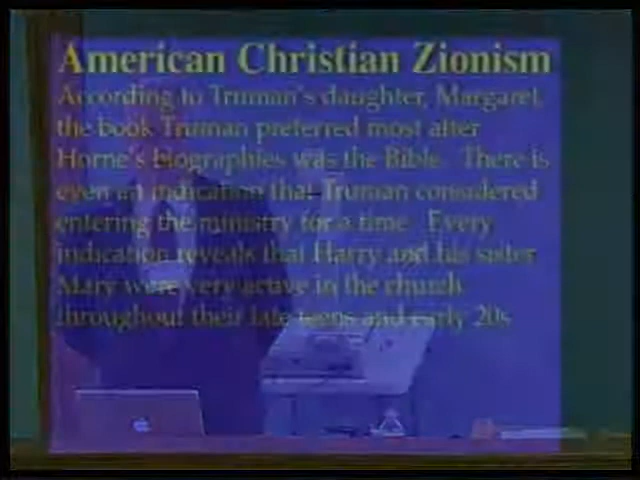 American Christian Zionism
According to Truman's daughter, Margaret,
the book Truman preferred most after
Horne's biographies was the Bible. There is
even an indication that Truman considered
entering the ministry for a time. Every
indication reveals that Harry and his sister
Mary were very active in the church
throughout their late teens and early 20s